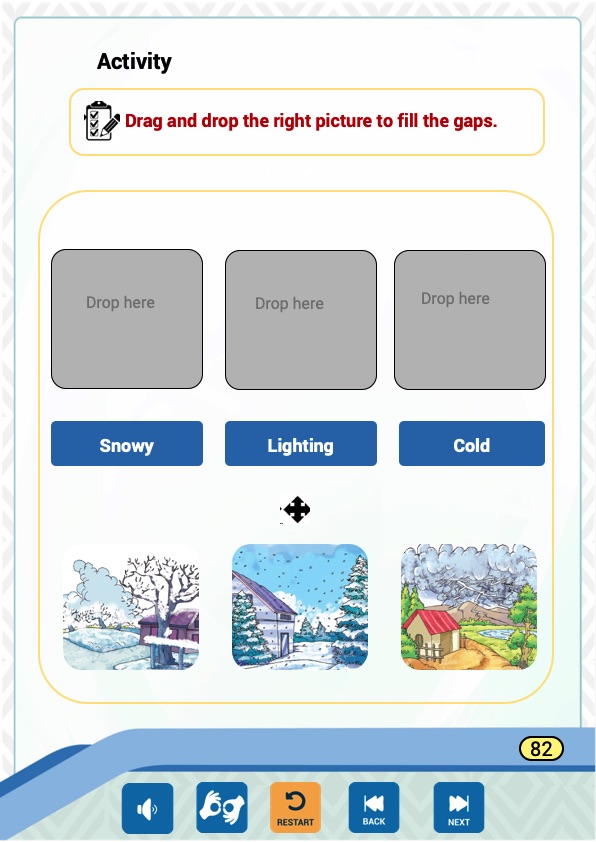 Activity
Drag and drop the right picture to fill the gaps.
Drop here
Drop here
Drop here
Snowy
Lighting
Cold
82
RESTART
BACK
NEXT